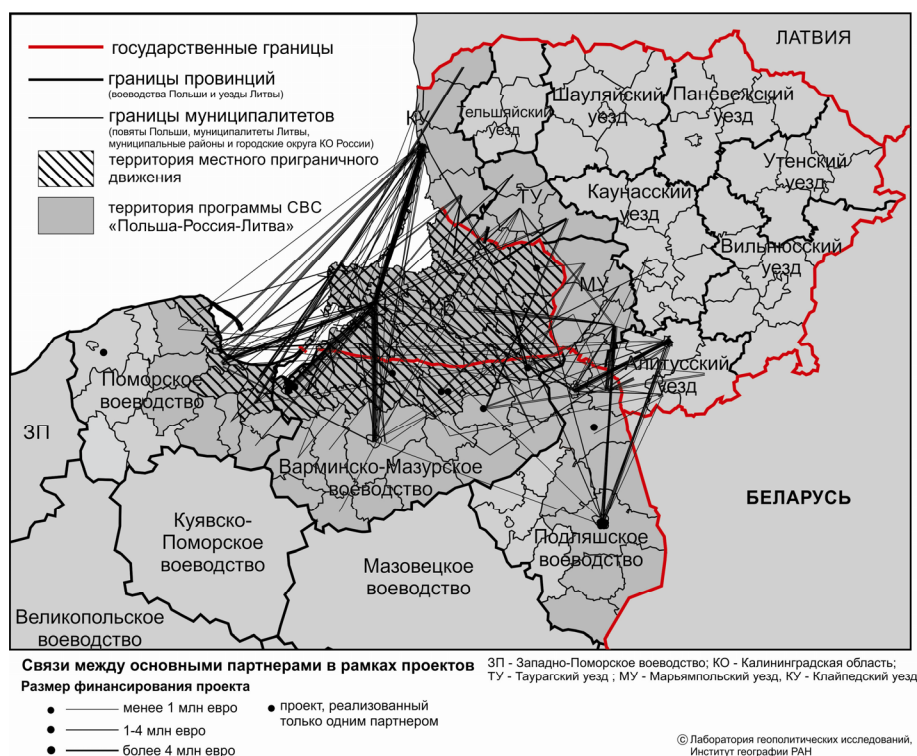 государственные границы
границы провинций
(воеводства Польши и уезды Литвы)
границы муниципалитетов
(повяты Польши, муниципалитеты Литвы,
муниципальные районы и городские округа КО России)
территория местного приграничного
движения
территория программы СВС
«Польша-Россия-Литва»
ЛАТВИЯ
КУ
Тельшяйский
уезд
Шауляйский
уезд
Паневежский
уезд
Утенский
уезд
ТУ
Каунасский
уезд
Вильнюсский
уезд
МУ
Алитусский
уезд
Поморское
воеводство
ЗП
Варминско-Мазурское
воеводство
БЕЛАРУСЬ
Куявско-
Поморское
воеводство
Мазовецкое
воеводство
Подляшское
воеводство
Великопольское
воеводство
Связи между основными партнерами в рамках проектов
Размер финансирования проекта
менее 1 млн евро
1-4 млн евро
более 4 млн евро
проект, реализованный
только одним партнером
ЗП - Западно-Поморское воеводство; КО - Калининградская область;
ТУ - Таурагский уезд ; МУ - Марьямпольский уезд, КУ - Клайпедский уезд
© Лаборатория геополитических исследований,
Институт географии РАН